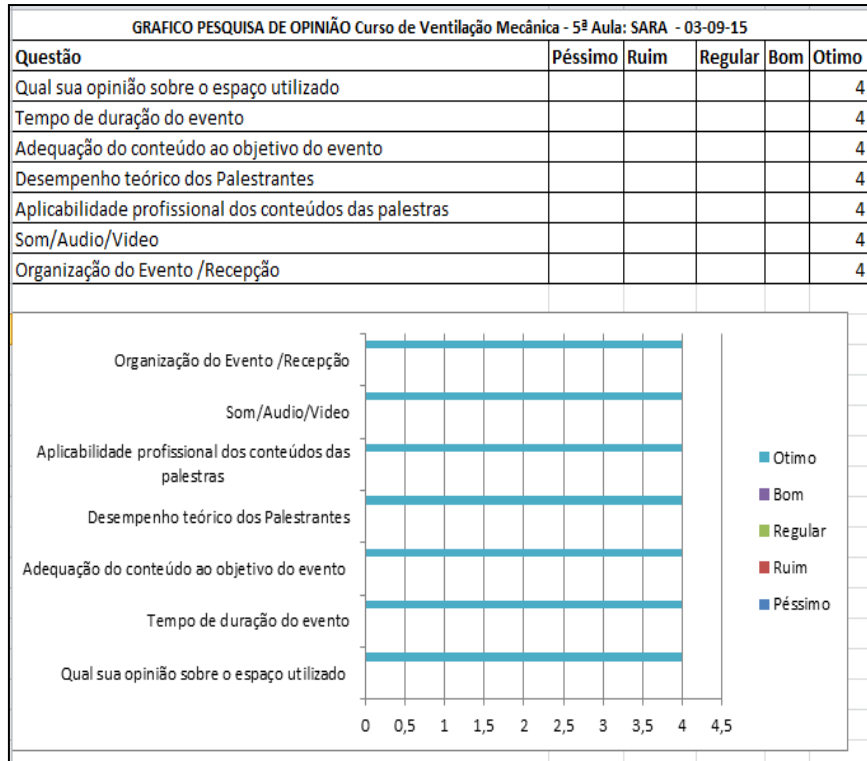 GRAFICO PESQUISA DE OPINIÃO Curso de Ventilação Mecânica - 5ª Aula: SARA - 03-09-15
Questão Péssimo Ruim Regular Bom Otimo
Qual sua opinião sobre o espaço utilizado 4
Tempo de duração do evento 4
Adequação do conteúdo ao objetivo do evento 4
Desempenho teórico dos Palestrantes 4
Aplicabilidade profissional dos conteúdos das palestras 4
Som/Audio/Video 4
Organização do Evento /Recepção 4
Organização do Evento /Recepção
Som/Audio/Video
Aplicabilidade profissional dos conteúdos das
palestras
Desempenho teórico dos Palestrantes
Adequação do conteúdo ao objetivo do evento
Tempo de duração do evento
Qual sua opinião sobre o espaço utilizado
0 0,5 1 1,5 2 2,5 3 3,5 4 4,5
Otimo
Bom
Regular
Ruim
Péssimo